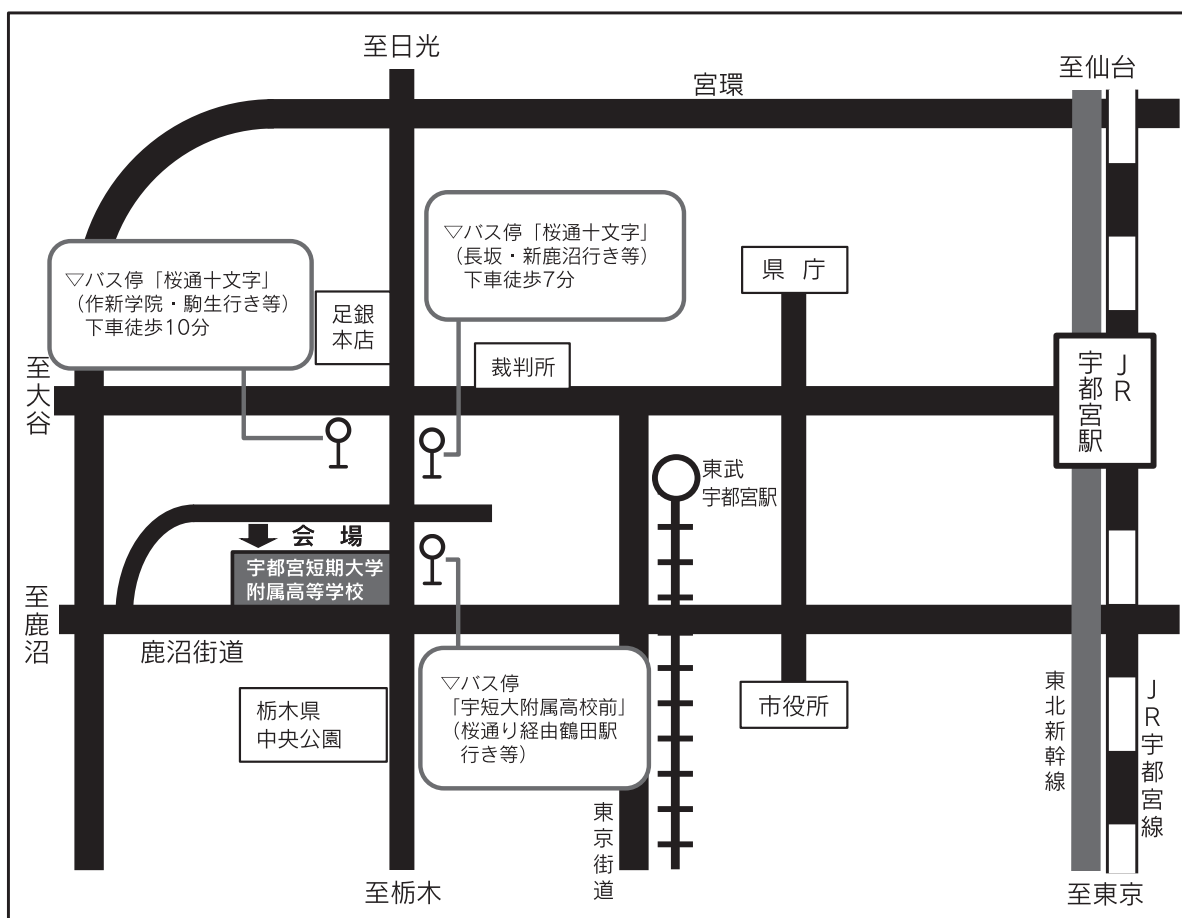 至日光
宮環
至仙台
▽バス停「桜通十文字」
(長坂・新鹿沼行き等)
下車徒歩7分
▽バス停「桜通十文字」
(作新学院・駒生行き等)
下車徒歩10分
県 庁
足銀
本店
裁判所
至大谷
JR
宇都宮駅
東武
宇都宮駅
会 場
宇都宮短期大学
附属高等学校
至鹿沼
鹿沼街道
▽バス停
「宇短大附属高校前」
(桜通り経由鶴田駅
行き等)
栃木県
中央公園
市役所
東北新幹線
JR宇都宮線
東京街道
至栃木
至東京